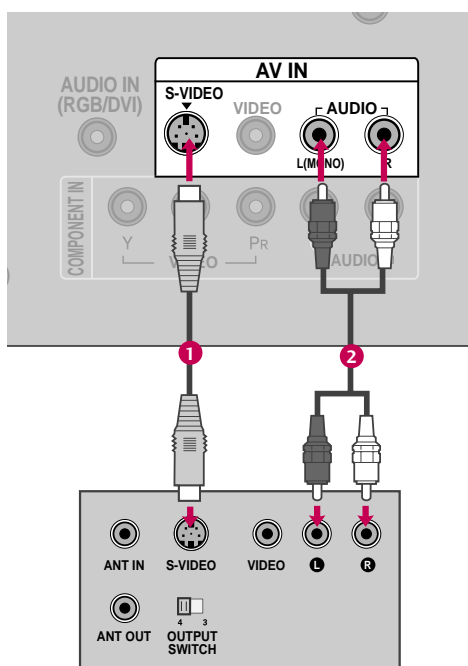 AV IN
AUDIO IN
(RGB/DVI)
S-VIDEO
VIDEO
AUDIO
L(MONO)
R
COMPONENT IN
Y
PR
VIDEO
AUDIO
1
2
ANT IN
S-VIDEO
VIDEO
L
R
ANT OUT
4
3
OUTPUT
SWITCH